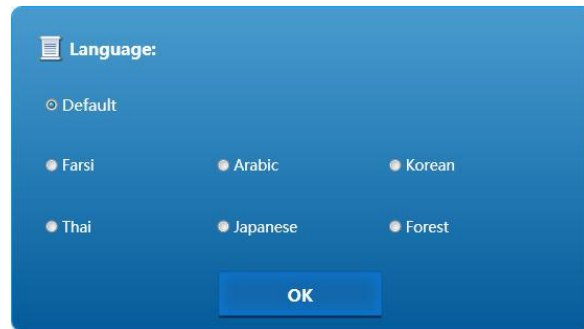 Language:
Default
Farsi Arabic Korean
Thai Japanese Forest
OK